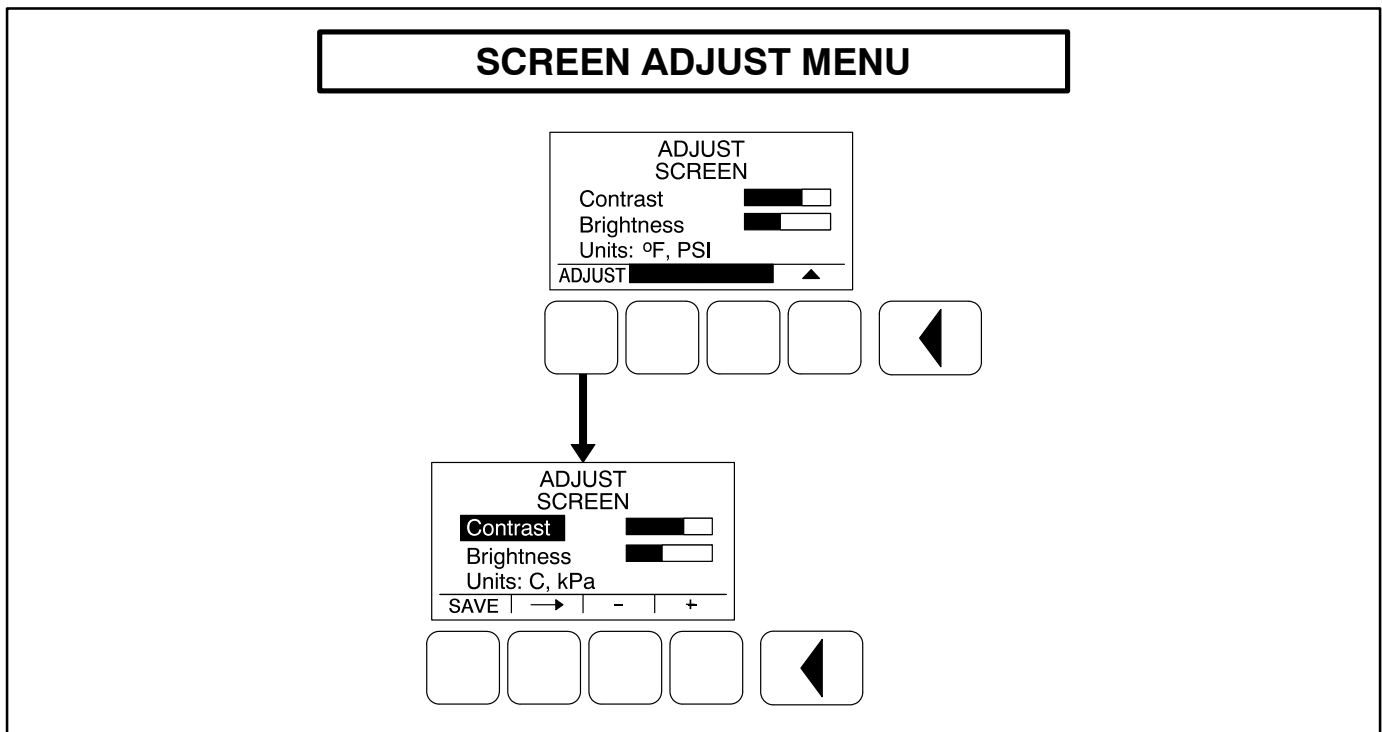 SCREEN ADJUST MENU
ADJUST
SCREEN
Contrast
Brightness
Units: ºF, PSI
ADJUST
ADJUST
SCREEN
Contrast
Brightness
Units: C, kPa
SAVE → - +